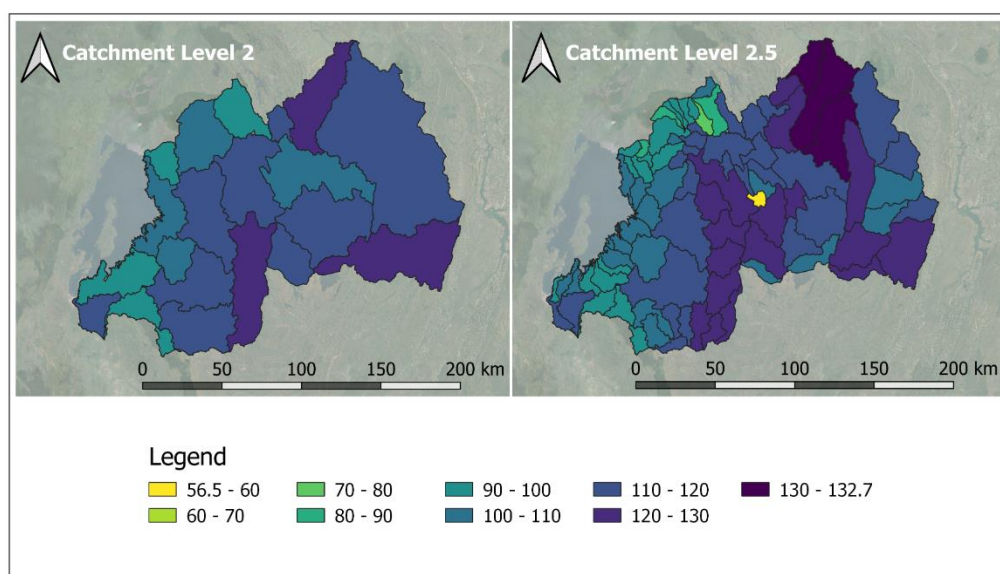 Catchment Level 2
Catchment Level 2.5
0 50 100 150 200 km
0 50 100 150 200 km
Legend
56.5 - 60
70 - 80
90 - 100
110 - 120
130 - 132.7
60 - 70
80 - 90
100 - 110
120 - 130